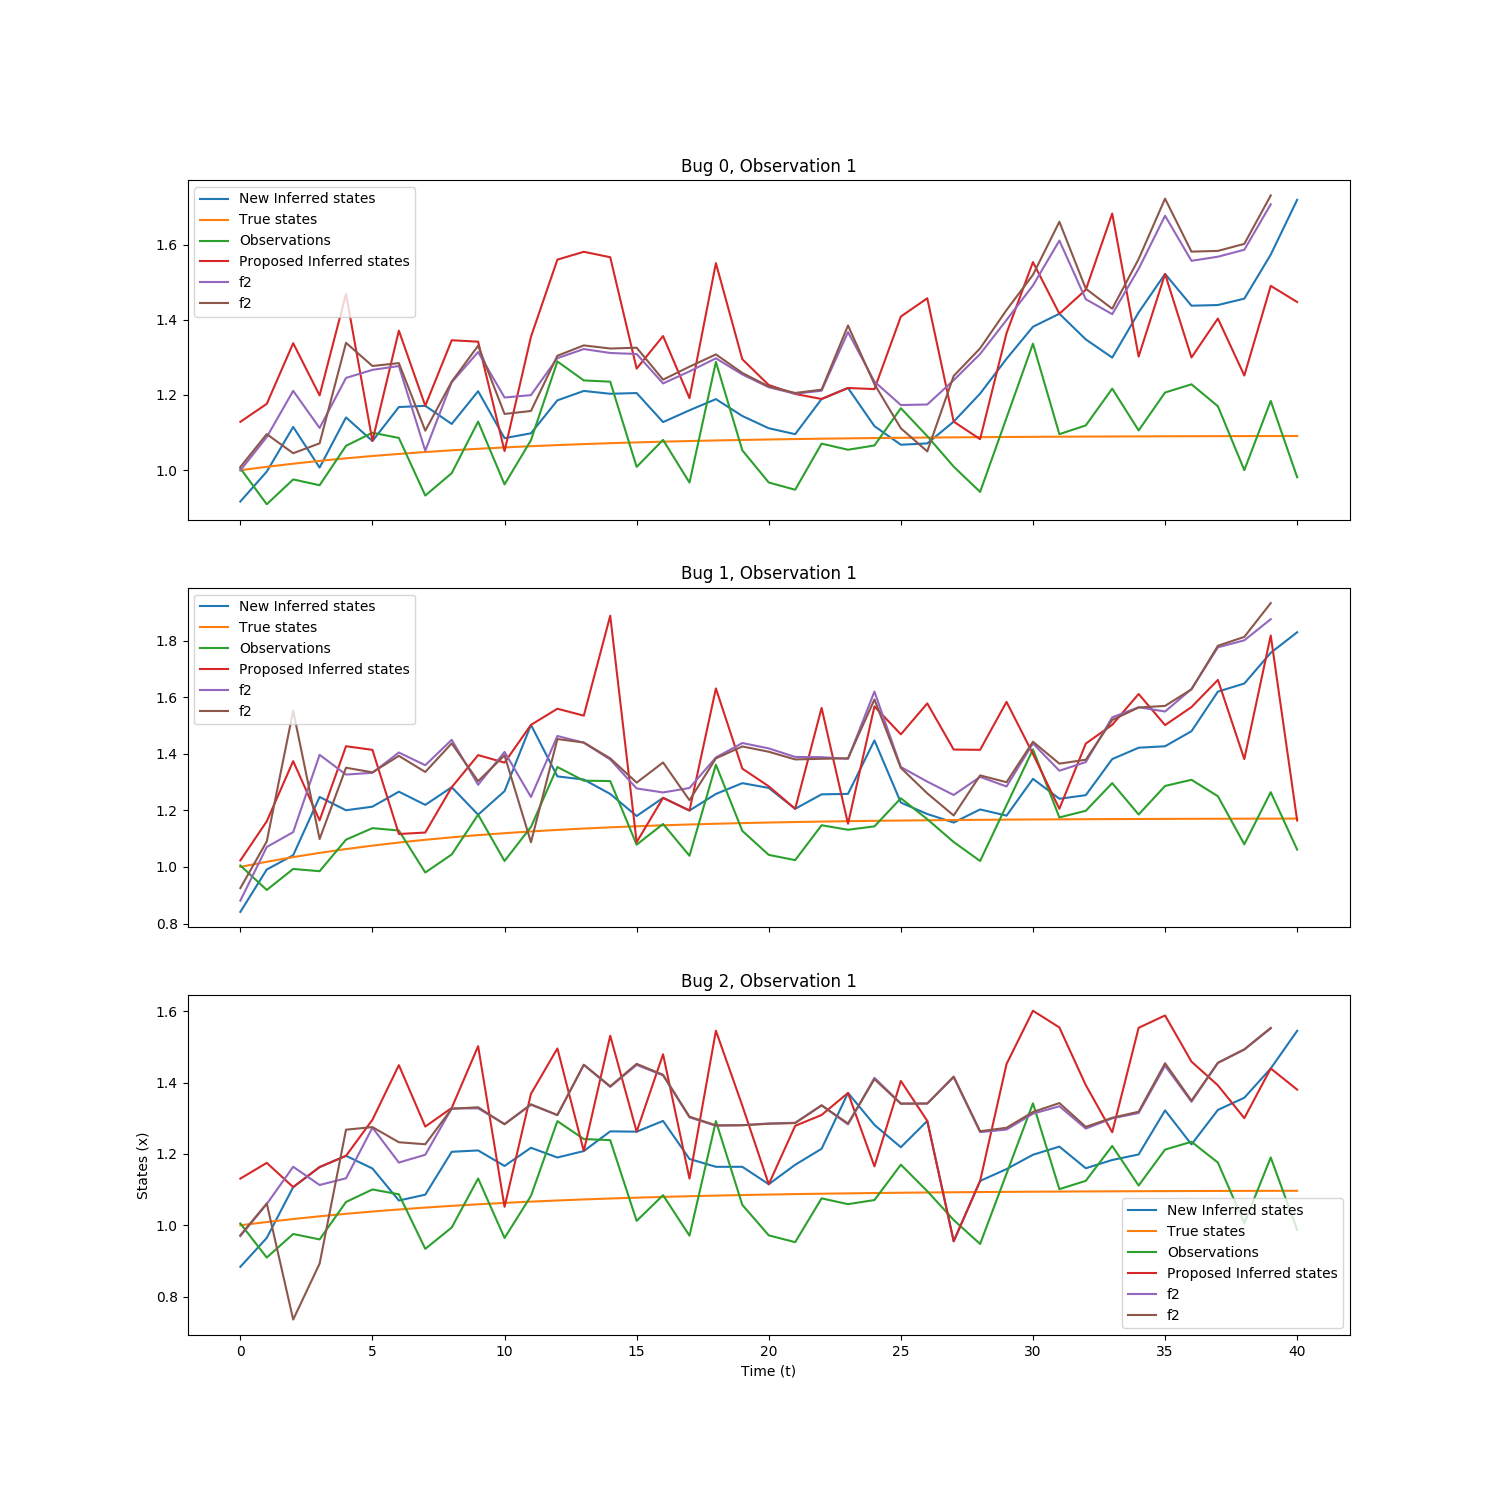 Bug 0, Observation 1
New Inferred states
True states
Observations
Proposed Inferred states
f2
f2
1.6
1.4
1.2
1.0
Bug 1, Observation 1
New Inferred states
True states
Observations
Proposed Inferred states
f2
f2
1.8
1.6
1.4
1.2
1.0
0.8
Bug 2, Observation 1
1.6
1.4
1.2
1.0
0.8
States (x)
New Inferred states
True states
Observations
Proposed Inferred states
f2
f2
0 5 10 15 20 25 30 35 40
Time (t)